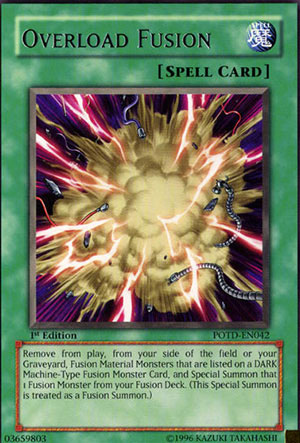 OVERLOAD FUSION
魔
[SPELL CARD]
1st Edition
POTD-EN042
Remove from play, from your side of the field or your
Graveyard, Fusion Material Monsters that are listed on a DARK
Machine-Type Fusion Monster Card, and Special Summon that
1 Fusion Monster from your Fusion Deck. (This Special Summon
is treated as a Fusion Summon.)
03659803
©1996 KAZUKI TAKAHASHI